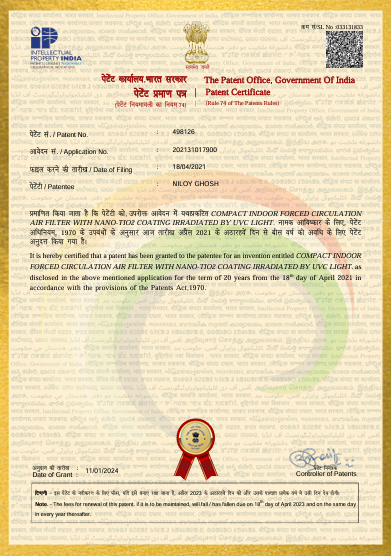 क्रम सं/SL No :033131833
INTELLECTUAL
PROPERTY INDIA
पेटेंट कार्यालय,भारत सरकार
The Patent Office, Government Of India
पेटेंट प्रमाण पत्र
Patent Certificate
(पेटेंट नियमावली का नियम 74)
(Rule 74 of The Patents Rules)
पेटेंट सं. / Patent No. : 498126
आवेदन सं. / Application No. : 202131017900
फाइल करने की तारीख / Date of Filing : 18/04/2021
पेटेंटी / Patentee : NILOY GHOSH
प्रमाणित किया जाता है कि पेटेंटी को, उपरोक्त आवेदन में यथाप्रकटित COMPACT INDOOR FORCED CIRCULATION
AIR FILTER WITH NANO-TIO2 COATING IRRADIATED BY UVC LIGHT. नामक आविष्कार के लिए, पेटेंट
अधिनियम, 1970 के उपबंधों के अनुसार आज तारीख अप्रैल 2021 के अठारहवें दिन से बीस वर्ष की अवधि के लिए पेटेंट
अनुदत्त किया गया है।
It is hereby certified that a patent has been granted to the patentee for an invention entitled COMPACT INDOOR
FORCED CIRCULATION AIR FILTER WITH NANO-TIO2 COATING IRRADIATED BY UVC LIGHT. as
disclosed in the above mentioned application for the term of 20 years from the 18th day of April 2021 in
accordance with the provisions of the Patents Act,1970.
अनुदान की तारीख
Date of Grant : 11/01/2024
पेटेंट नियंत्रक
Controller of Patents
टिप्पणी - इस पेटेंट के नवीकरण के लिए फीस, यदि इसे बनाए रखा जाना है, अप्रैल 2023 के अठारहवें दिन को और उसके पश्चात प्रत्येक वर्ष में उसी दिन देय होगी।
Note. - The fees for renewal of this patent, if it is to be maintained, will fall / has fallen due on 18th day of April 2023 and on the same day
in every year thereafter.